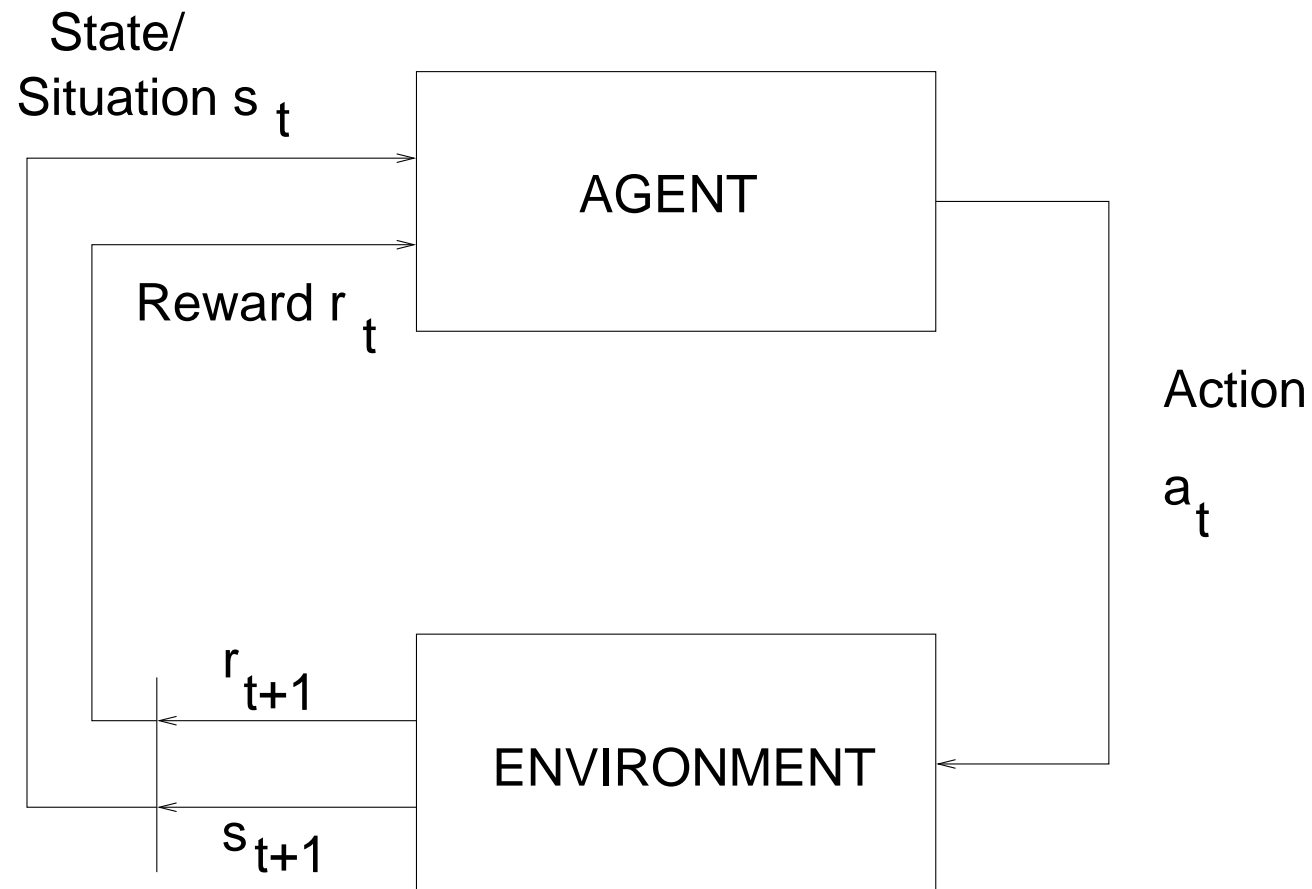 State/
Situation s t
AGENT
Reward r t
Action
a t
r t+1
ENVIRONMENT
s t+1